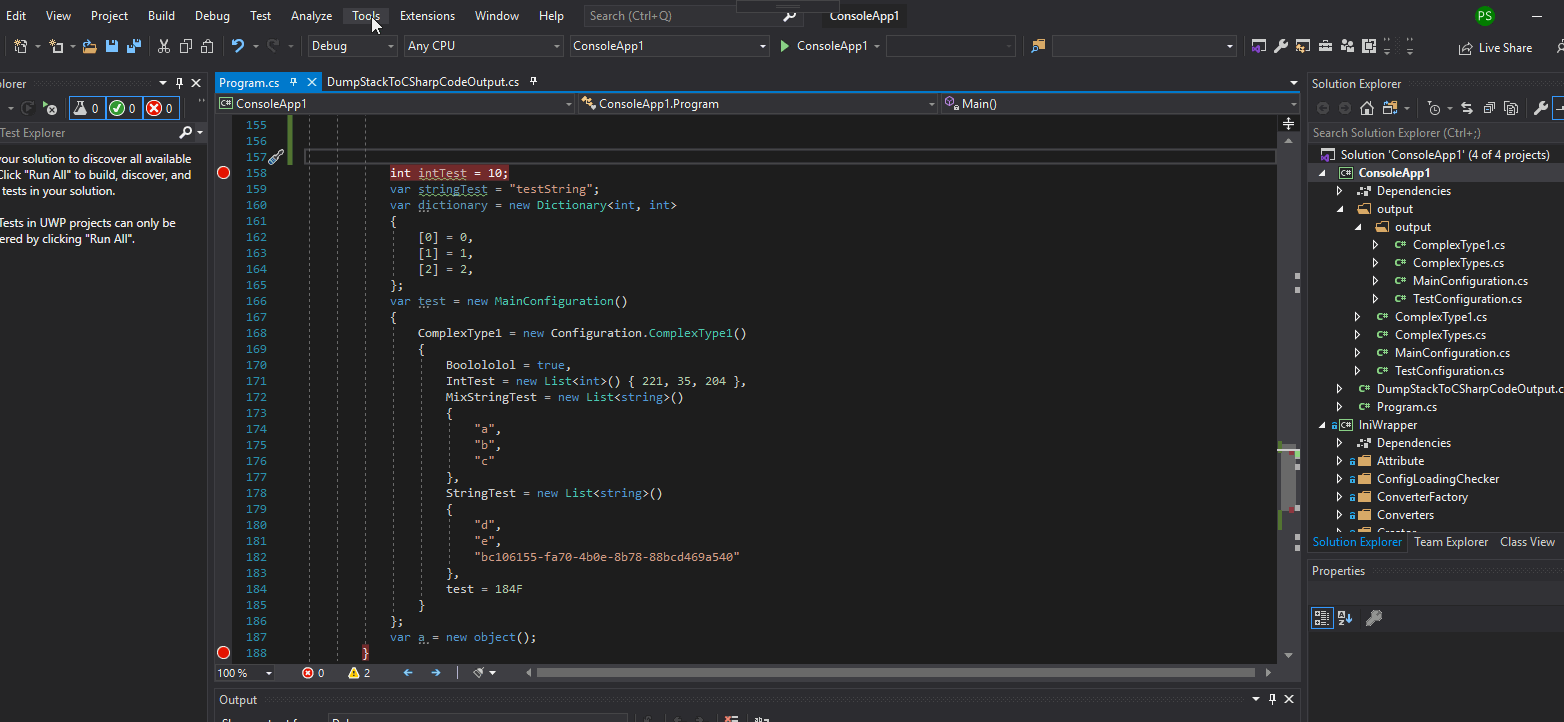 Edit View Project Build Debug Test Analyze Tools Extensions Window Help Search (Ctrl+Q) ConsoleApp1 PS
Debug Any CPU ConsoleApp1 ConsoleApp1 Live Share
plorer
0 0 0
Test Explorer
your solution to discover all available
Click "Run All" to build, discover, and
tests in your solution.
Tests in UWP projects can only be
ered by clicking "Run All".
Program.cs DumpStackToCSharpCodeOutput.cs
ConsoleApp1 ConsoleApp1.Program Main()
155
156
157
158 int intTest = 10;
159 var stringTest = "testString";
160 var dictionary = new Dictionary<int, int>
161 {
162 [0] = 0,
163 [1] = 1,
164 [2] = 2,
165 };
166 var test = new MainConfiguration()
167 {
168 ComplexType1 = new Configuration.ComplexType1()
169 {
170 Boolololol = true,
171 IntTest = new List<int>() { 221, 35, 204 },
172 MixStringTest = new List<string>()
173 {
174 "a",
175 "b",
176 "c"
177 },
178 StringTest = new List<string>()
179 {
180 "d",
181 "e",
182 "bc106155-fa70-4b0e-8b78-88bcd469a540"
183 },
184 test = 184F
185 }
186 };
187 var a = new object();
188 }
100 % 0 2
Output
Solution Explorer
Search Solution Explorer (Ctrl+;)
Solution 'ConsoleApp1' (4 of 4 projects)
C# ConsoleApp1
Dependencies
output
output
C# ComplexType1.cs
C# ComplexTypes.cs
C# MainConfiguration.cs
C# TestConfiguration.cs
C# ComplexType1.cs
C# ComplexTypes.cs
C# MainConfiguration.cs
C# TestConfiguration.cs
C# DumpStackToCSharpCodeOutput.c
C# Program.cs
C# IniWrapper
Dependencies
Attribute
ConfigLoadingChecker
ConverterFactory
Converters
Solution Explorer Team Explorer Class View
Properties